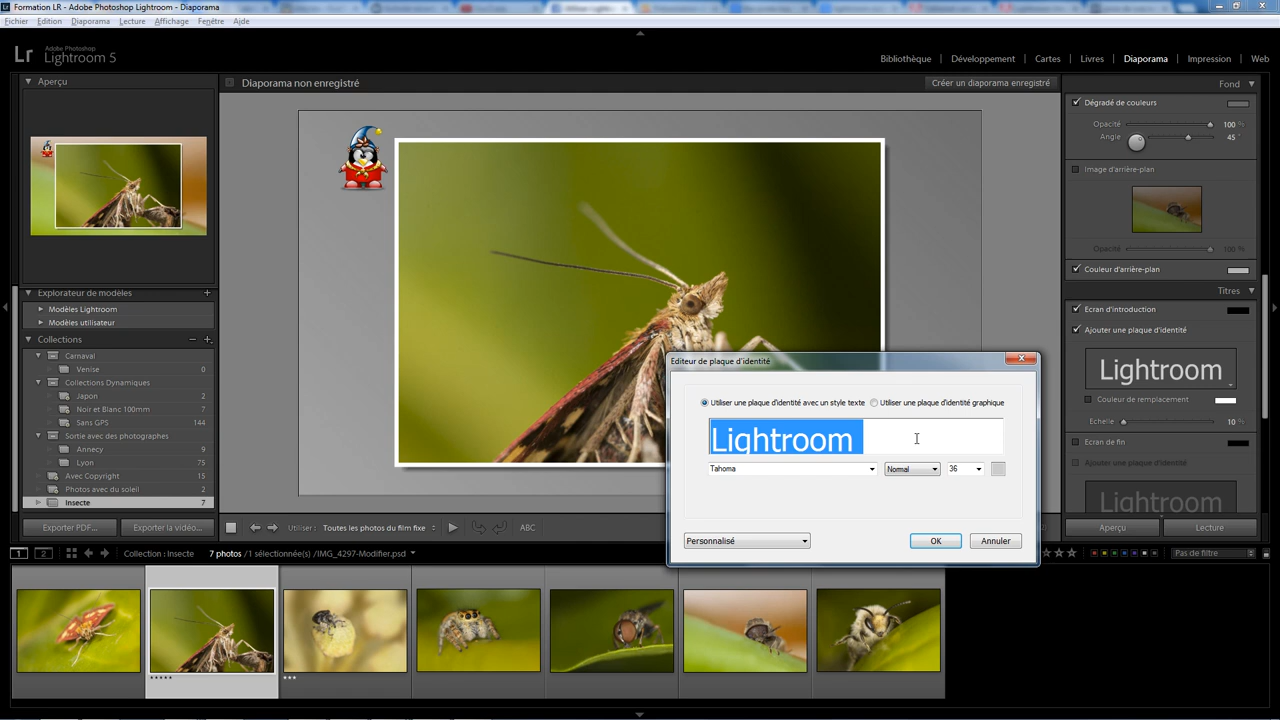 Formation LR - Adobe Photoshop Lightroom - Diaporama
Fichier Edition Diaporama Lecture Affichage Fenêtre Aide
Lr Adobe Photoshop
Lightroom 5
Bibliothèque Développement Cartes Livres Diaporama Impression Web
Aperçu
Diaporama non enregistré
Créer un diaporama enregistré
Explorateur de modèles +
Modèles Lightroom
Modèles utilisateur
Collections
Carnaval
Venise 0
Collections Dynamiques
Japon 2
Noir et Blanc 100mm 7
Sans GPS 144
Sortie avec des photographes
Annecy 9
Lyon 75
Avec Copyright 15
Photos avec du soleil 2
Insecte 7
Exporter PDF... Exporter la vidéo...
Fond
Dégradé de couleurs
Opacité 100 %
Angle 45 °
Image d'arrière-plan
Opacité 100 %
Couleur d'arrière-plan
Titres
Ecran d'introduction
Ajouter une plaque d'identité
Lightroom
Couleur de remplacement
Echelle 10 %
Ecran de fin
Ajouter une plaque d'identité
Lightroom
Aperçu Lecture
Editeur de plaque d'identité
Utiliser une plaque d'identité avec un style texte Utiliser une plaque d'identité graphique
Lightroom
Tahoma Normal 36
Personnalisé OK Annuler
Utiliser : Toutes les photos du film fixe ABC
1 2 Collection : Insecte 7 photos /1 sélectionnée(s) /IMG_4297-Modifier.psd
Pas de filtre